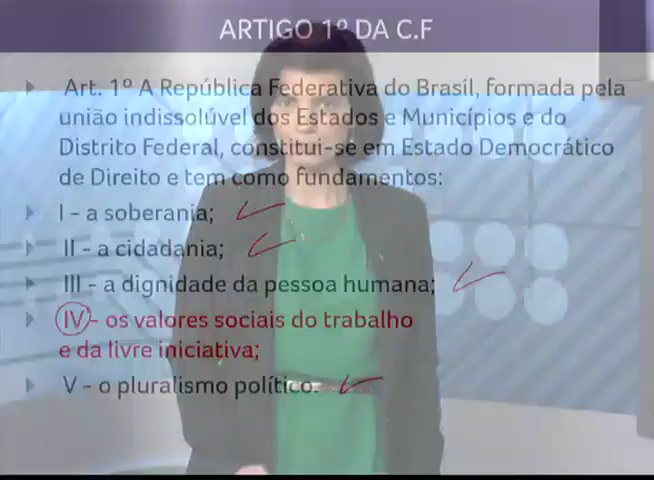 ARTIGO 1º DA C.F
Art. 1º A República Federativa do Brasil, formada pela
união indissolúvel dos Estados e Municípios e do
Distrito Federal, constitui-se em Estado Democrático
de Direito e tem como fundamentos:
I - a soberania;
II - a cidadania;
III - a dignidade da pessoa humana;
IV - os valores sociais do trabalho
e da livre iniciativa;
V - o pluralismo político.